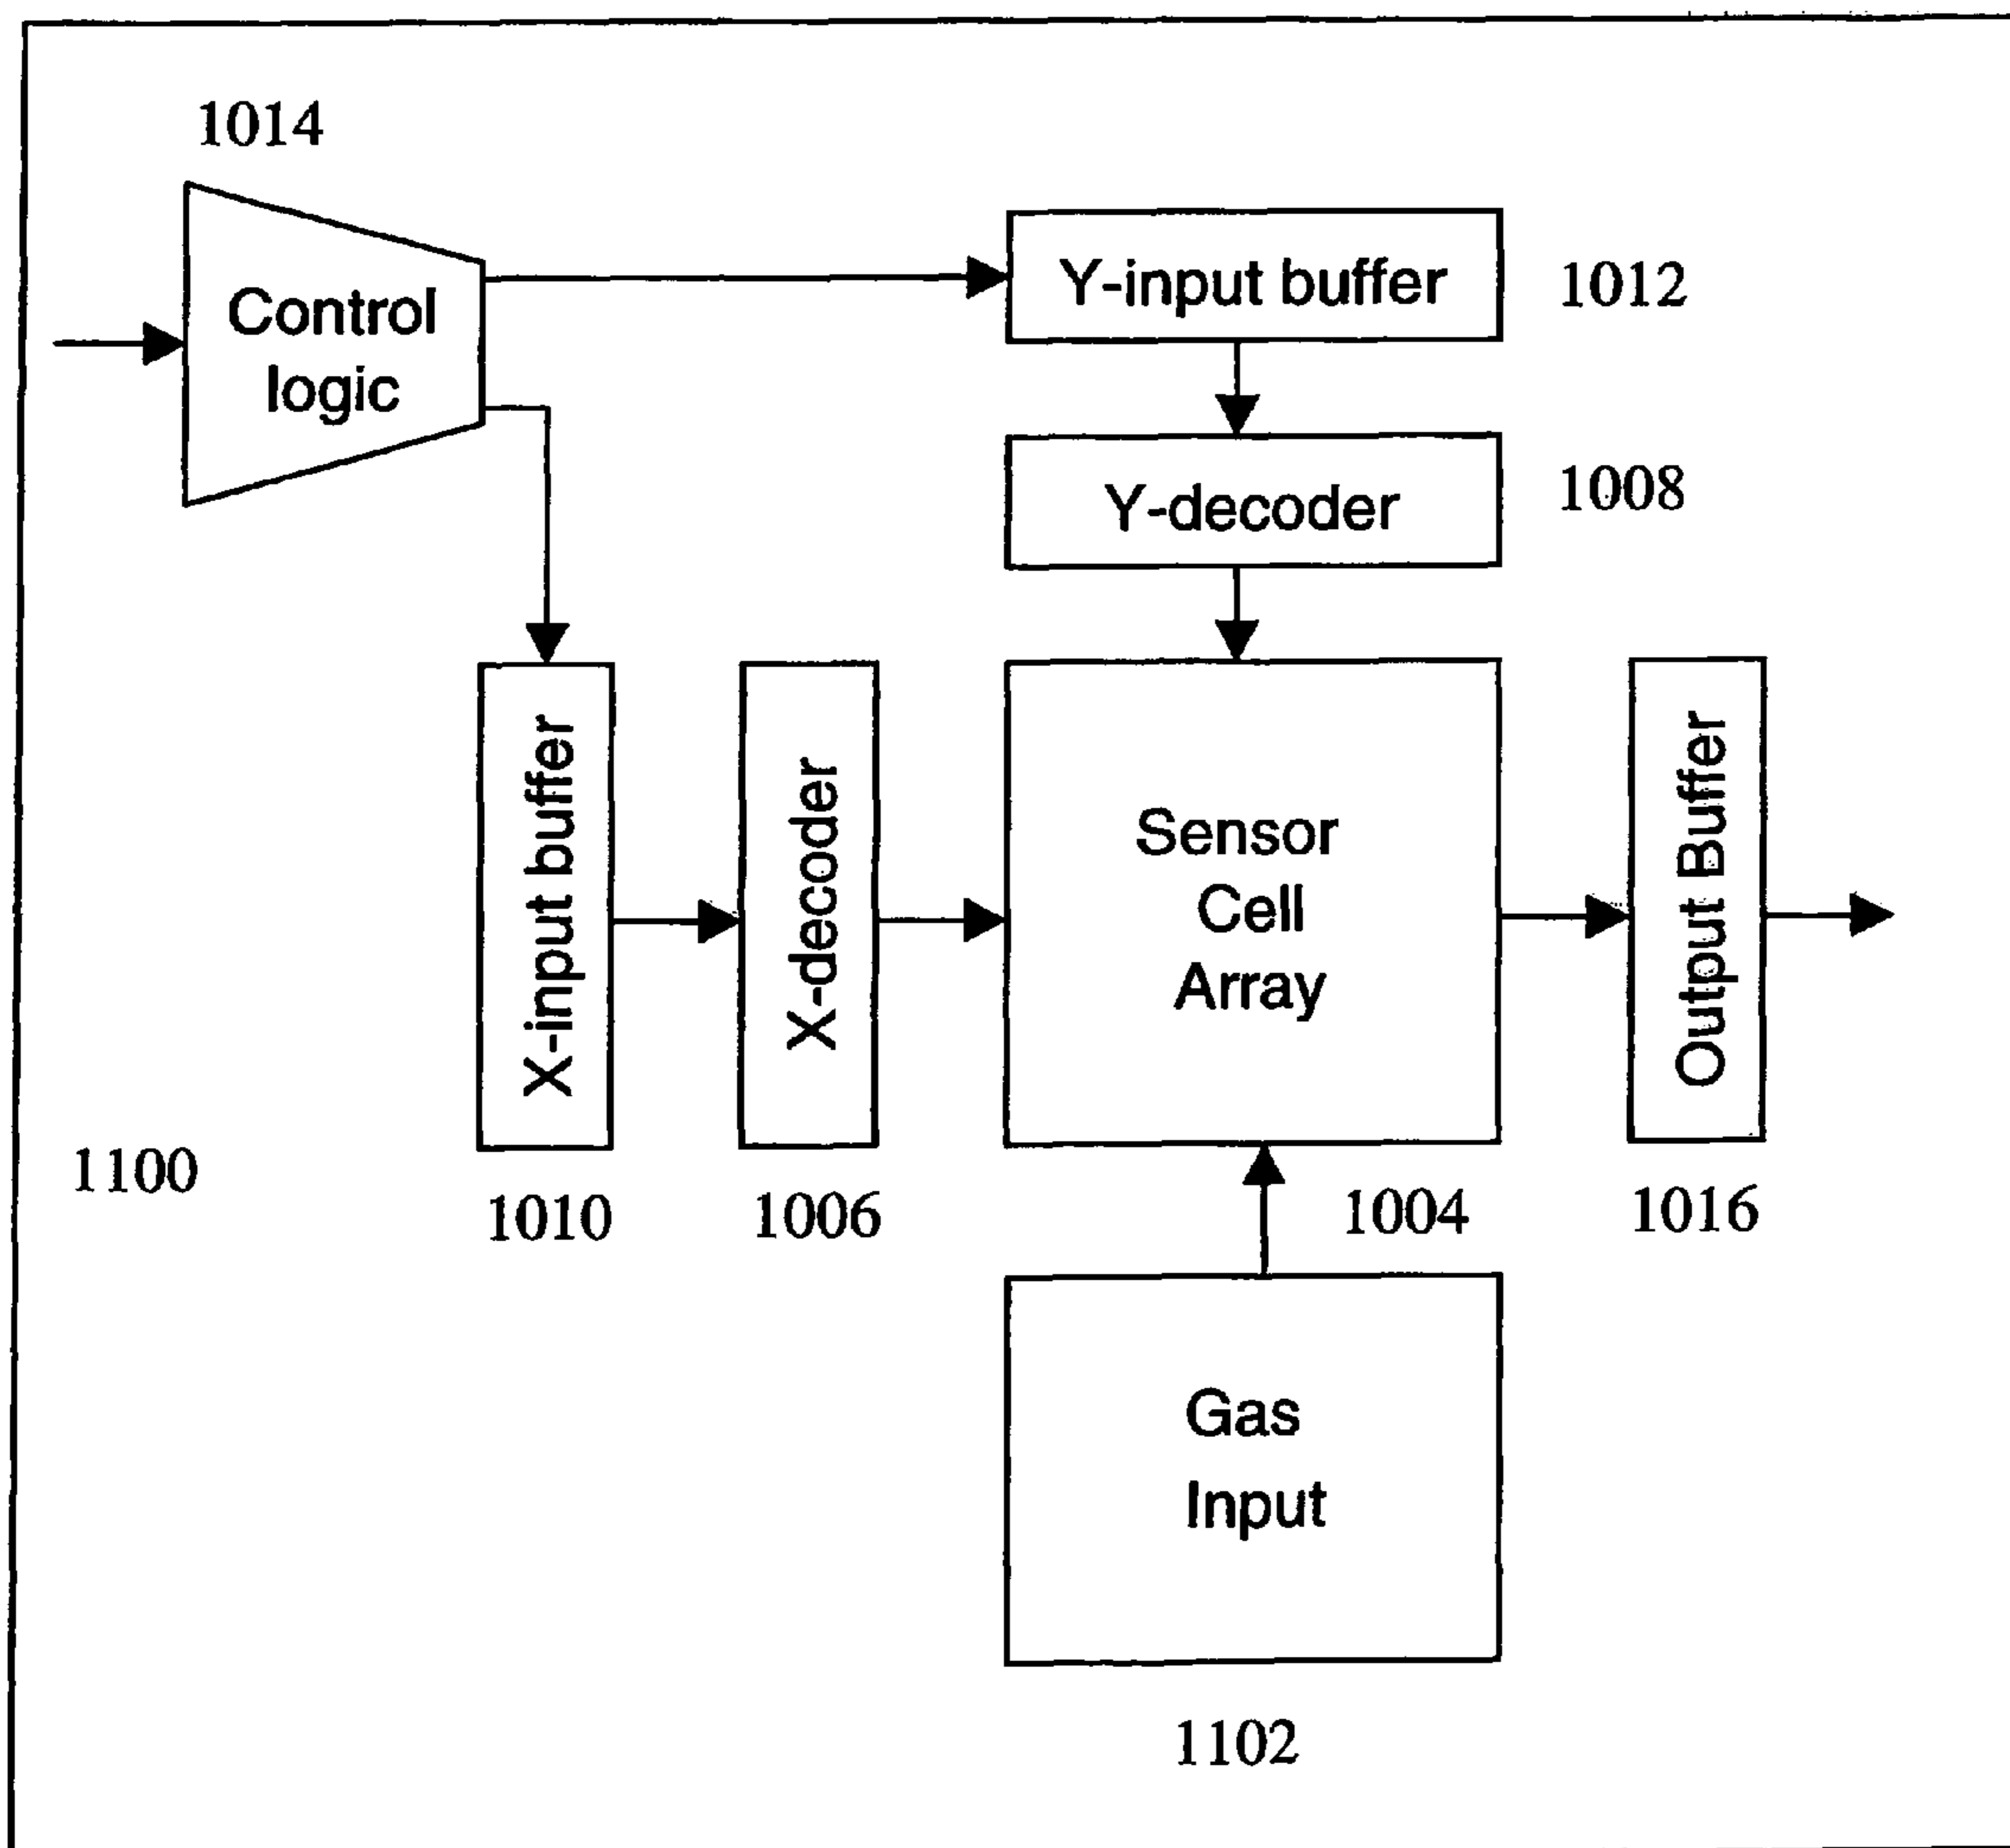 1014
Control
logic
Y-input buffer
1012
Y-decoder
1008
X-input buffer
X-decoder
Sensor
Cell
Array
Output Buffer
1100
1010
1006
1004
1016
Gas
Input
1102